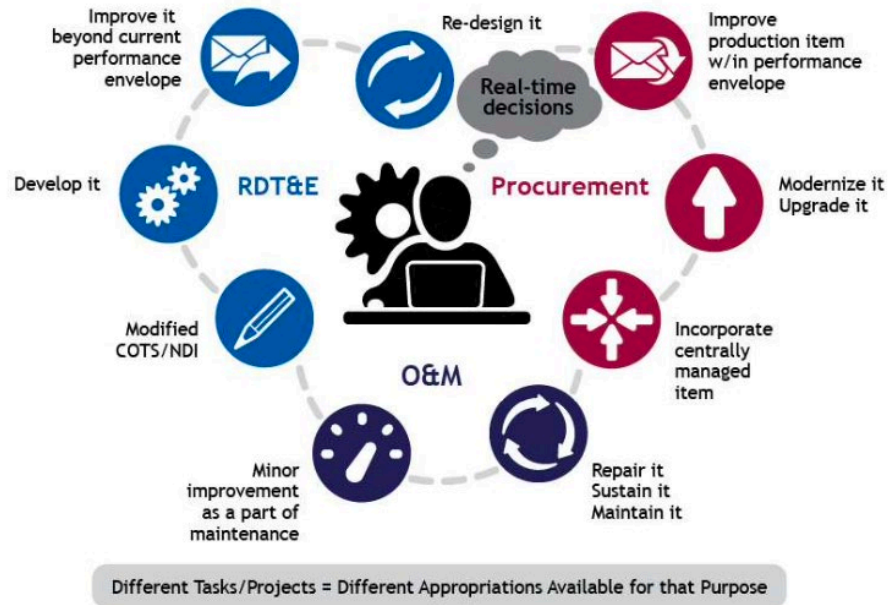 Improve it
beyond current
performance
envelope
Re-design it
Improve
production item
w/in performance
envelope
Real-time
decisions
Develop it
RDT&E
Procurement
Modernize it
Upgrade it
Modified
COTS/NDI
Incorporate
centrally
managed
item
O&M
Minor
improvement
as a part of
maintenance
Repair it
Sustain it
Maintain it
Different Tasks/Projects = Different Appropriations Available for that Purpose